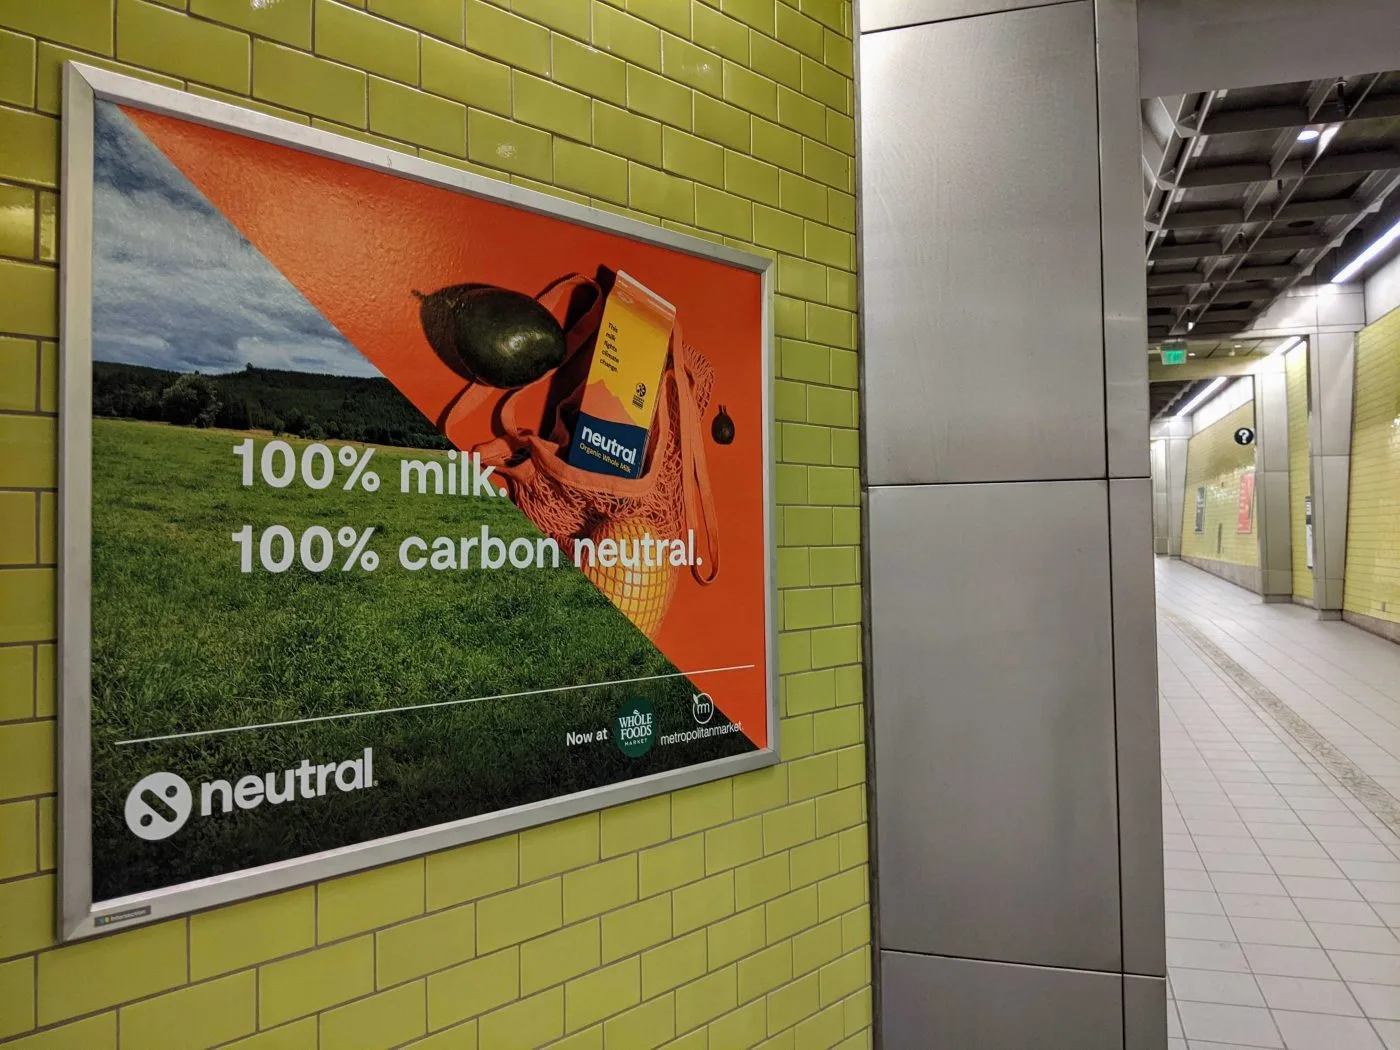 This
milk
fights
climate
change.
neutral
Organic Whole Milk
100% milk.
100% carbon neutral.
Now at
WHOLE
FOODS
MARKET
m
metropolitanmarket
neutral
intersection
?